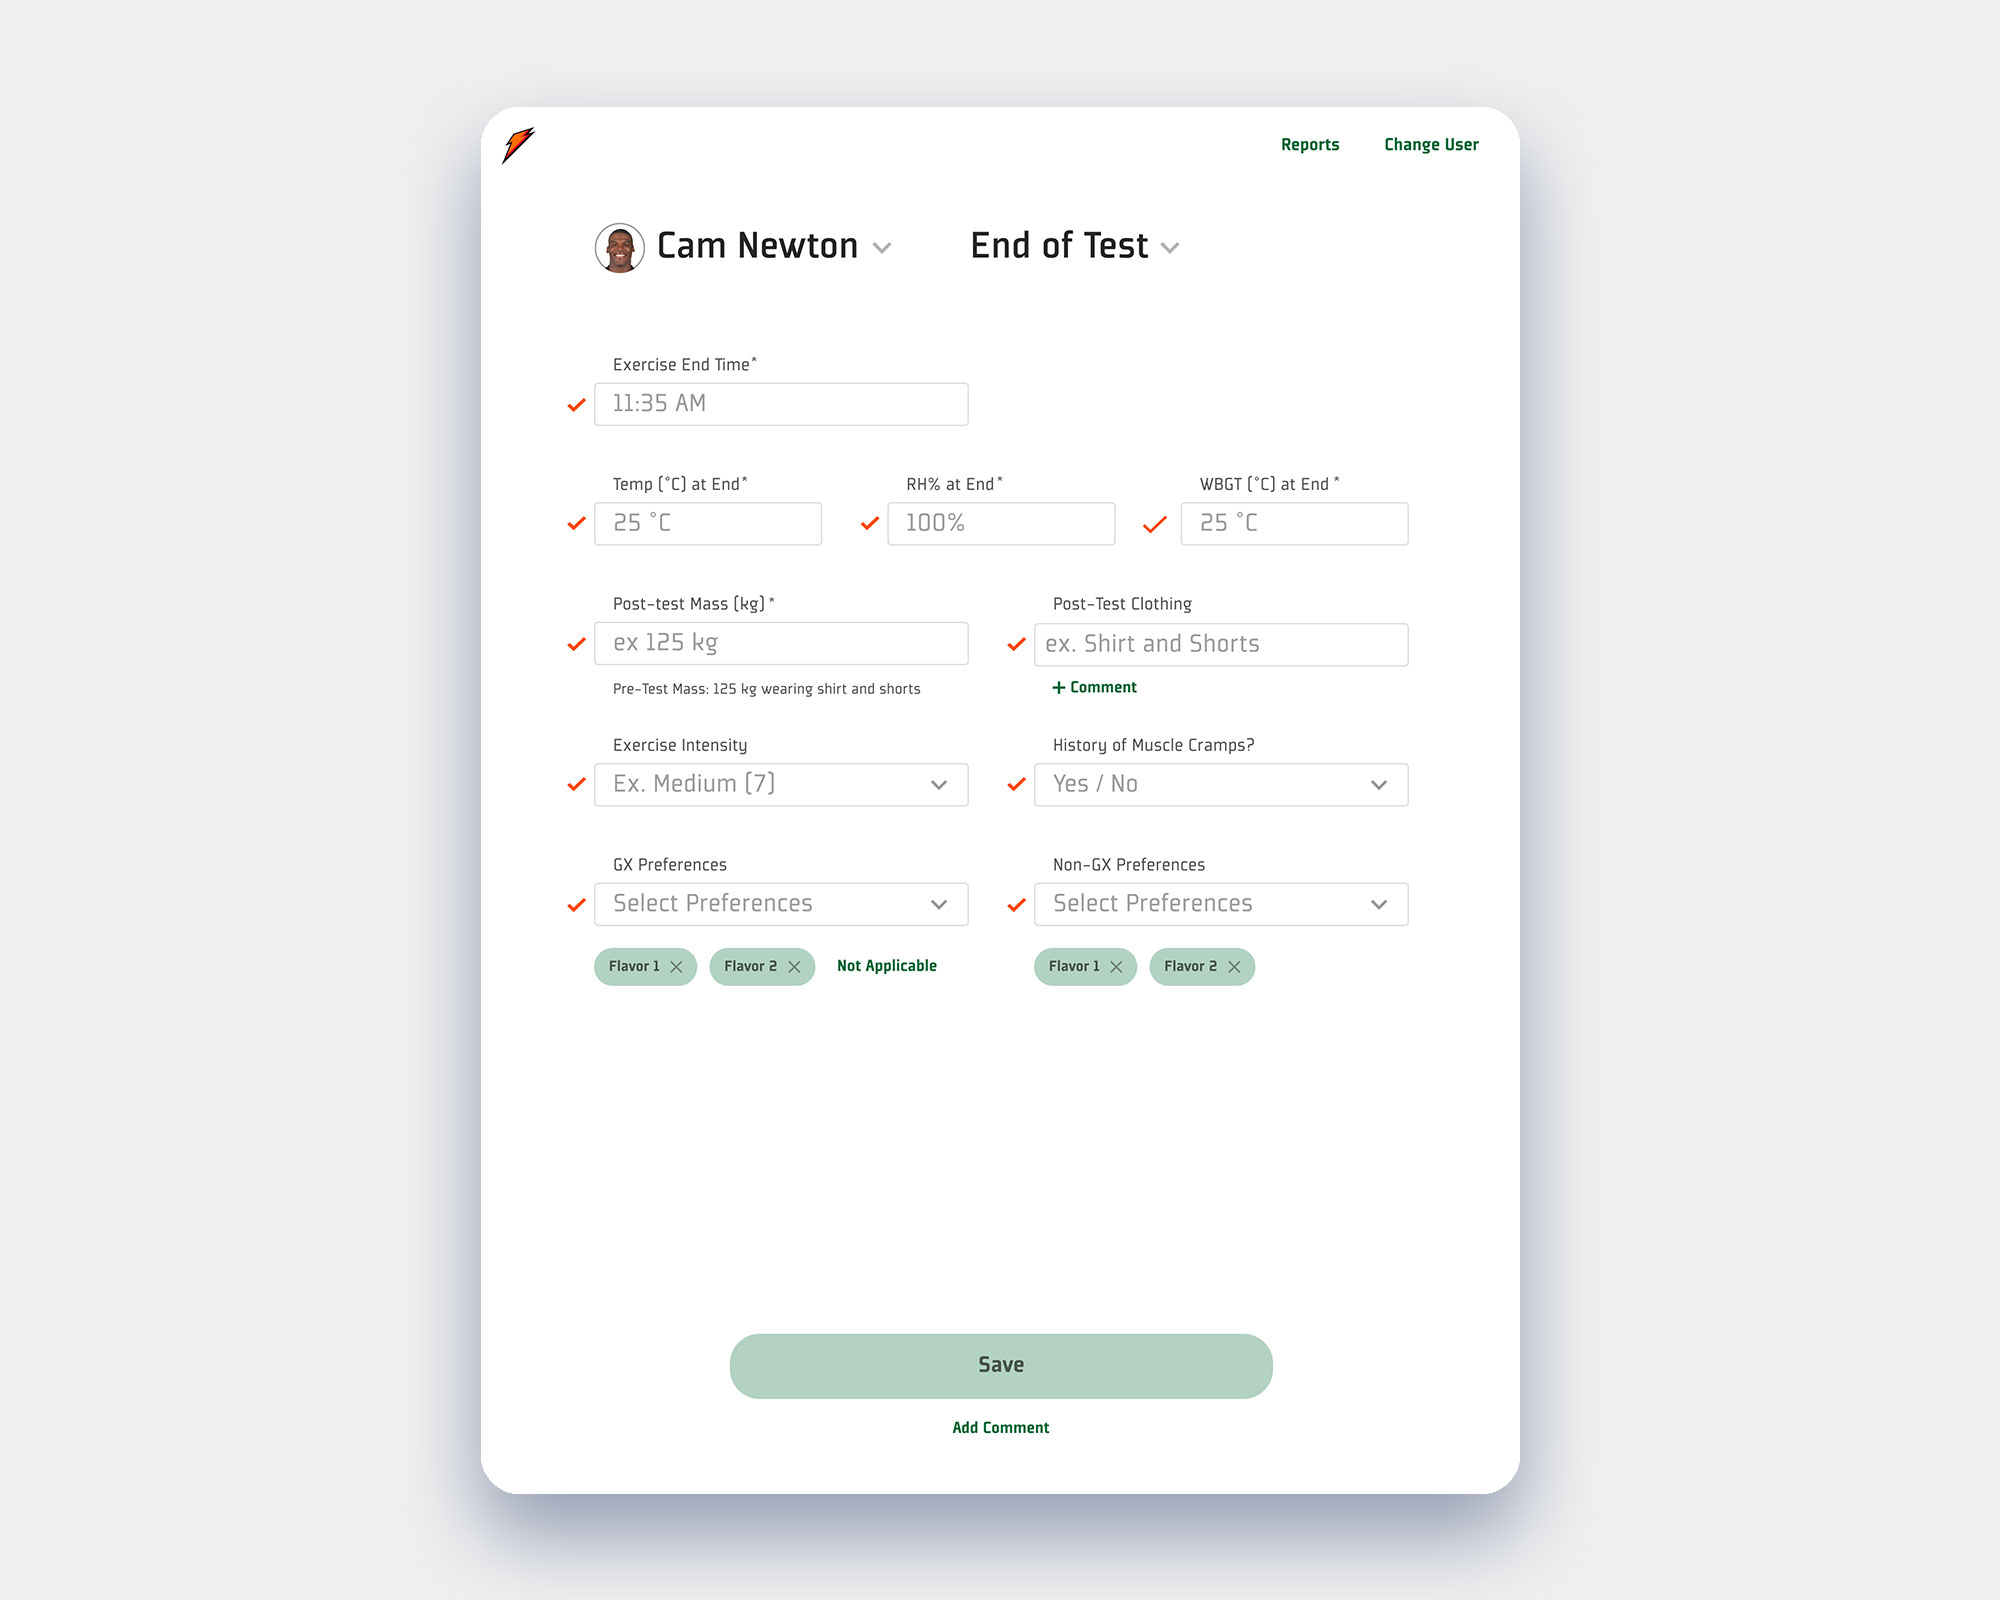 Reports Change User
Cam Newton End of Test
Exercise End Time*
11:35 AM
Temp (°C) at End* RH% at End* WBGT (°C) at End *
25 °C 100% 25 °C
Post-test Mass (kg)* Post-Test Clothing
ex 125 kg ex. Shirt and Shorts
Pre-Test Mass: 125 kg wearing shirt and shorts + Comment
Exercise Intensity History of Muscle Cramps?
Ex. Medium (7) Yes / No
GX Preferences Non-GX Preferences
Select Preferences Select Preferences
Flavor 1 Flavor 2 Not Applicable Flavor 1 Flavor 2
Save
Add Comment